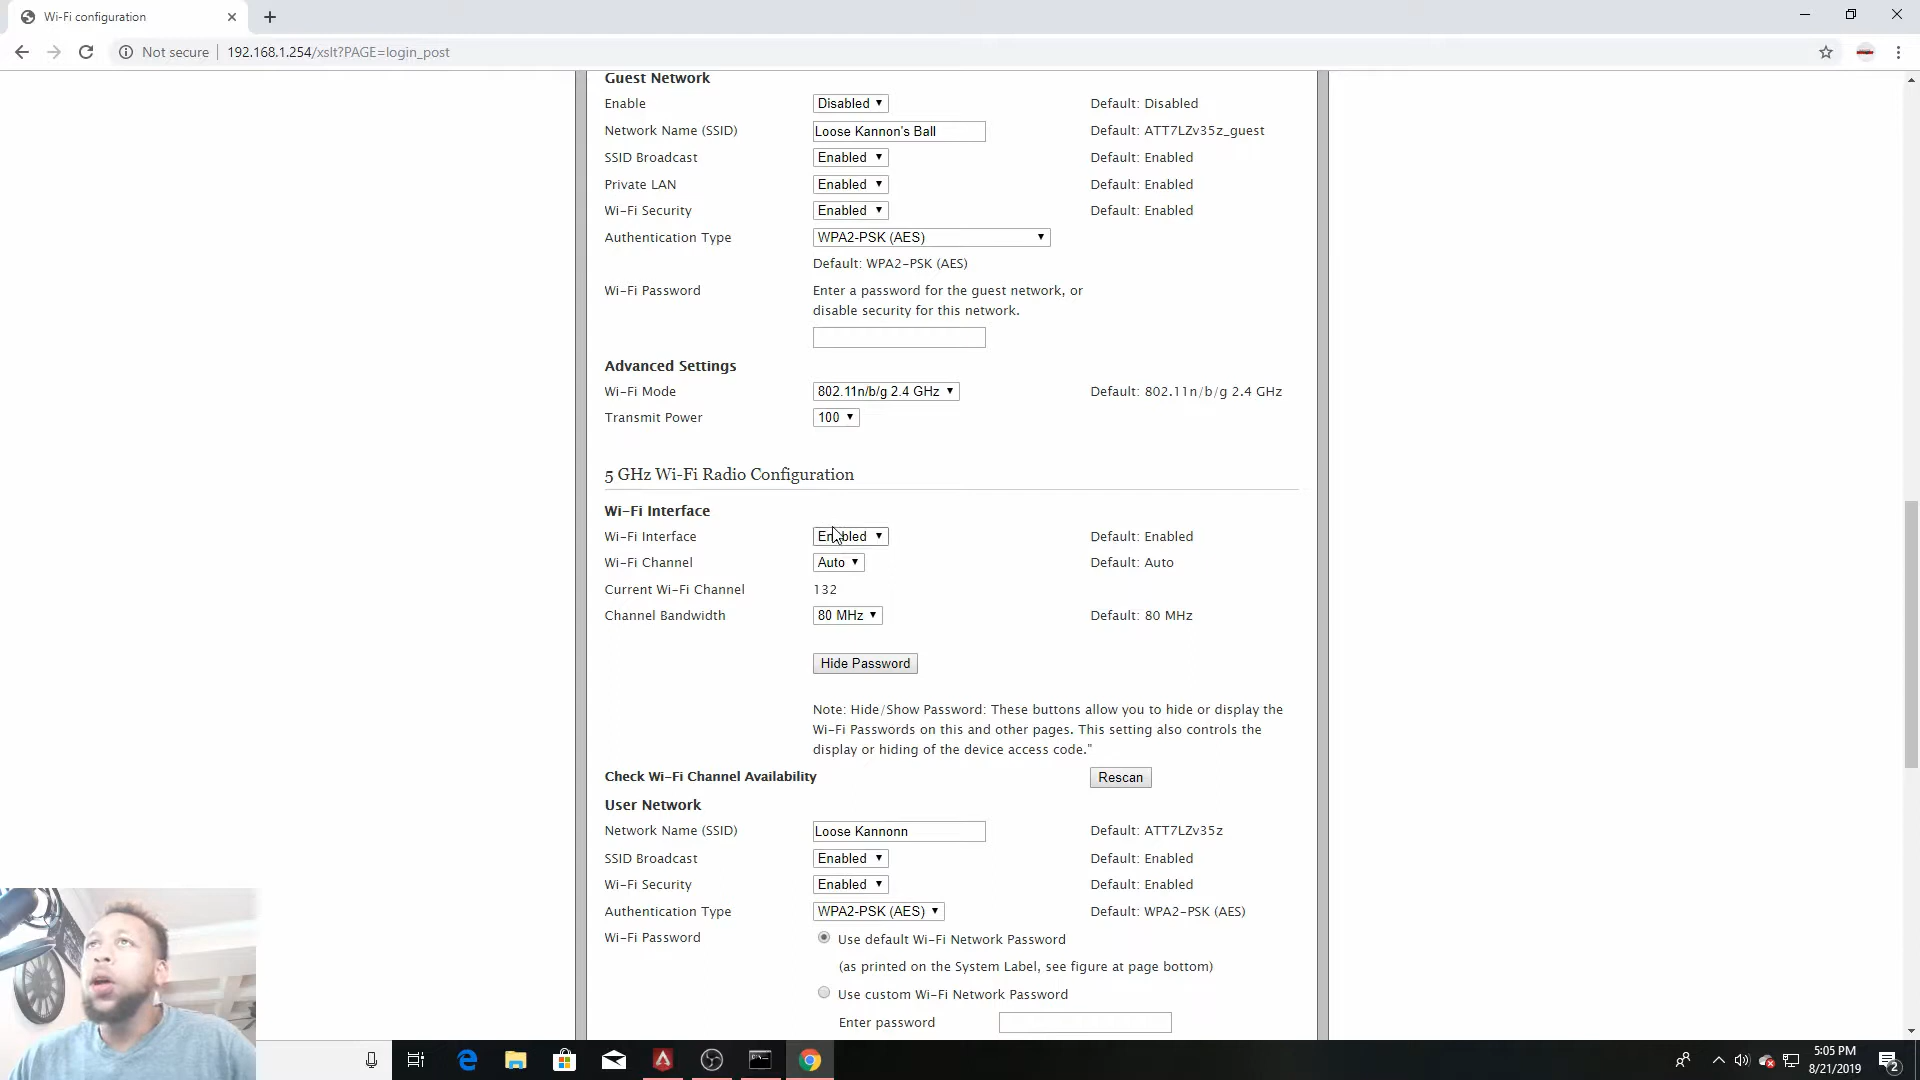 Wi-Fi configuration
Not secure 192.168.1.254/xslt?PAGE=login_post
Guest Network
Enable Disabled Default: Disabled
Network Name (SSID) Loose Kannon's Ball Default: ATT7LZv35z_guest
SSID Broadcast Enabled Default: Enabled
Private LAN Enabled Default: Enabled
Wi-Fi Security Enabled Default: Enabled
Authentication Type WPA2-PSK (AES)
Default: WPA2-PSK (AES)
Wi-Fi Password Enter a password for the guest network, or
disable security for this network.
Advanced Settings
Wi-Fi Mode 802.11n/b/g 2.4 GHz Default: 802.11n/b/g 2.4 GHz
Transmit Power 100
5 GHz Wi-Fi Radio Configuration
Wi-Fi Interface
Wi-Fi Interface Enabled Default: Enabled
Wi-Fi Channel Auto Default: Auto
Current Wi-Fi Channel 132
Channel Bandwidth 80 MHz Default: 80 MHz
Hide Password
Note: Hide/Show Password: These buttons allow you to hide or display the
Wi-Fi Passwords on this and other pages. This setting also controls the
display or hiding of the device access code."
Check Wi-Fi Channel Availability Rescan
User Network
Network Name (SSID) Loose Kannonn Default: ATT7LZv35z
SSID Broadcast Enabled Default: Enabled
Wi-Fi Security Enabled Default: Enabled
Authentication Type WPA2-PSK (AES) Default: WPA2-PSK (AES)
Wi-Fi Password Use default Wi-Fi Network Password
(as printed on the System Label, see figure at page bottom)
Use custom Wi-Fi Network Password
Enter password
5:05 PM
8/21/2019
2